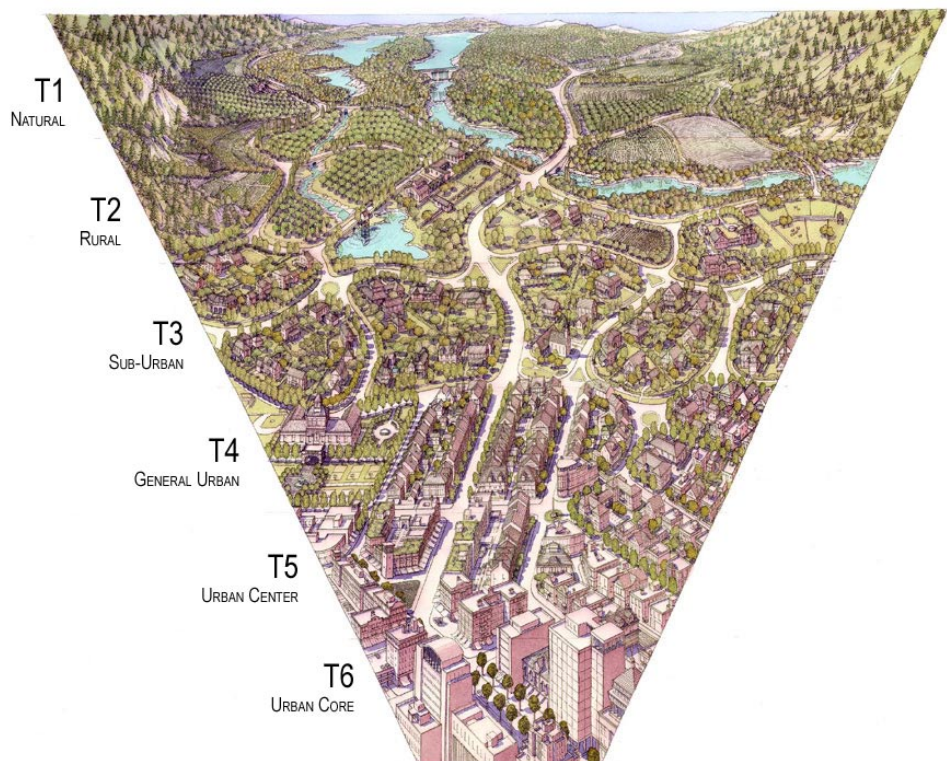 T1
Natural
T2
Rural
T3
Sub-Urban
T4
General Urban
T5
Urban Center
T6
Urban Core